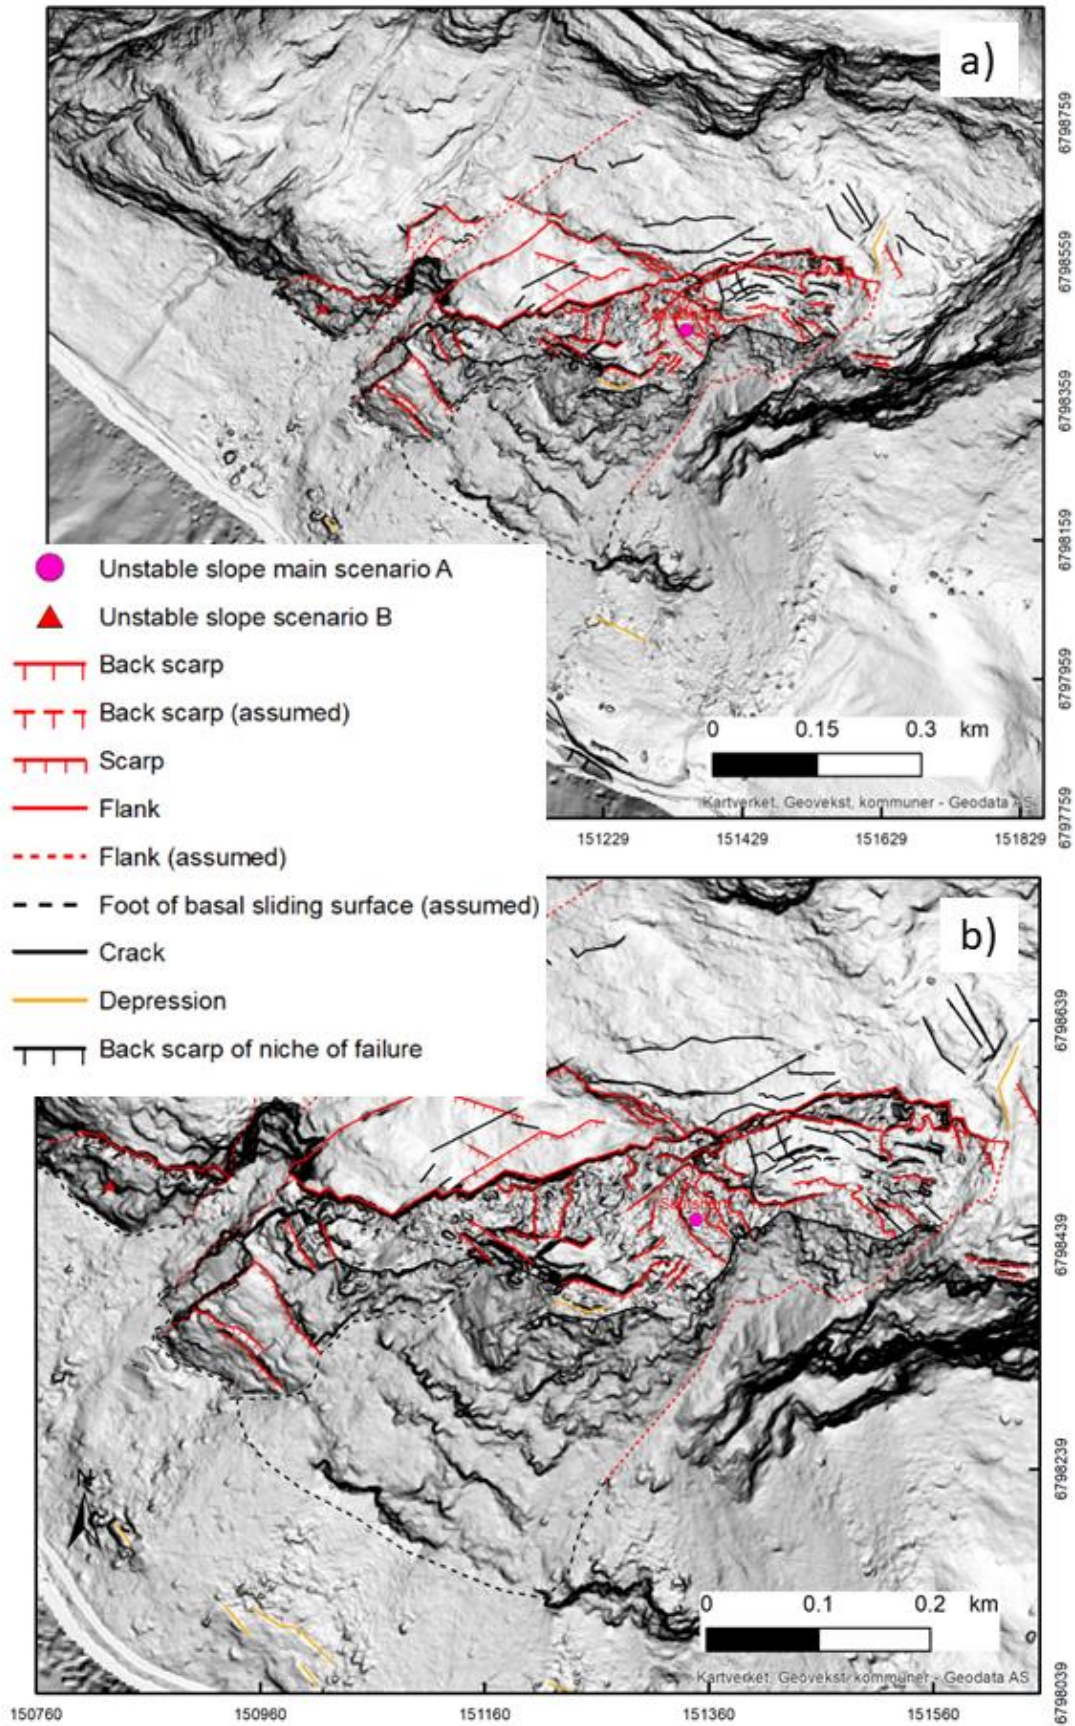 a)
6798759
6798559
6798359
6798159
6797959
6797759
Unstable slope main scenario A
Unstable slope scenario B
Back scarp
Back scarp (assumed)
Scarp
Flank
Flank (assumed)
Foot of basal sliding surface (assumed)
Crack
Depression
Back scarp of niche of failure
0 0.15 0.3 km
Kartverket, Geovekst, kommuner - Geodata AS
151229 151429 151629 151829
b)
6798639
6798439
6798239
6798039
N
0 0.1 0.2 km
Kartverket, Geovekst, kommuner - Geodata AS
150760 150960 151160 151360 151560